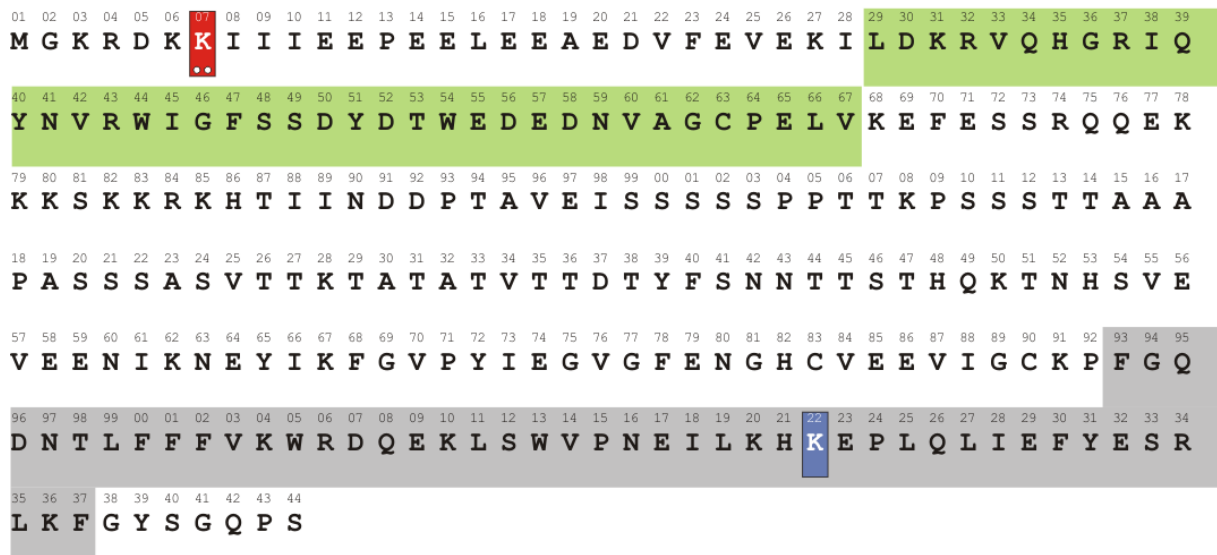 01 02 03 04 05 06 07 08 09 10 11 12 13 14 15 16 17 18 19 20 21 22 23 24 25 26 27 28 29 30 31 32 33 34 35 36 37 38 39
M G K R D K K I I I E E P E E L E E A E D V F E V E K I L D K R V Q H G R I Q
40 41 42 43 44 45 46 47 48 49 50 51 52 53 54 55 56 57 58 59 60 61 62 63 64 65 66 67 68 69 70 71 72 73 74 75 76 77 78
Y N V R W I G F S S D Y D T W E D E D N V A G C P E L V K E F E S S R Q Q E K
79 80 81 82 83 84 85 86 87 88 89 90 91 92 93 94 95 96 97 98 99 00 01 02 03 04 05 06 07 08 09 10 11 12 13 14 15 16 17
K K S K K R K H T I I N D D P T A V E I S S S S S P P T T K P S S S T T A A A
18 19 20 21 22 23 24 25 26 27 28 29 30 31 32 33 34 35 36 37 38 39 40 41 42 43 44 45 46 47 48 49 50 51 52 53 54 55 56
P A S S S A S V T T K T A T A T V T T D T Y F S N N T T S T H Q K T N H S V E
57 58 59 60 61 62 63 64 65 66 67 68 69 70 71 72 73 74 75 76 77 78 79 80 81 82 83 84 85 86 87 88 89 90 91 92 93 94 95
V E E N I K N E Y I K F G V P Y I E G V G F E N G H C V E E V I G C K P F G Q
96 97 98 99 00 01 02 03 04 05 06 07 08 09 10 11 12 13 14 15 16 17 18 19 20 21 22 23 24 25 26 27 28 29 30 31 32 33 34
D N T L F F F V K W R D Q E K L S W V P N E I L K H K E P L Q L I E F Y E S R
35 36 37 38 39 40 41 42 43 44
L K F G Y S G Q P S